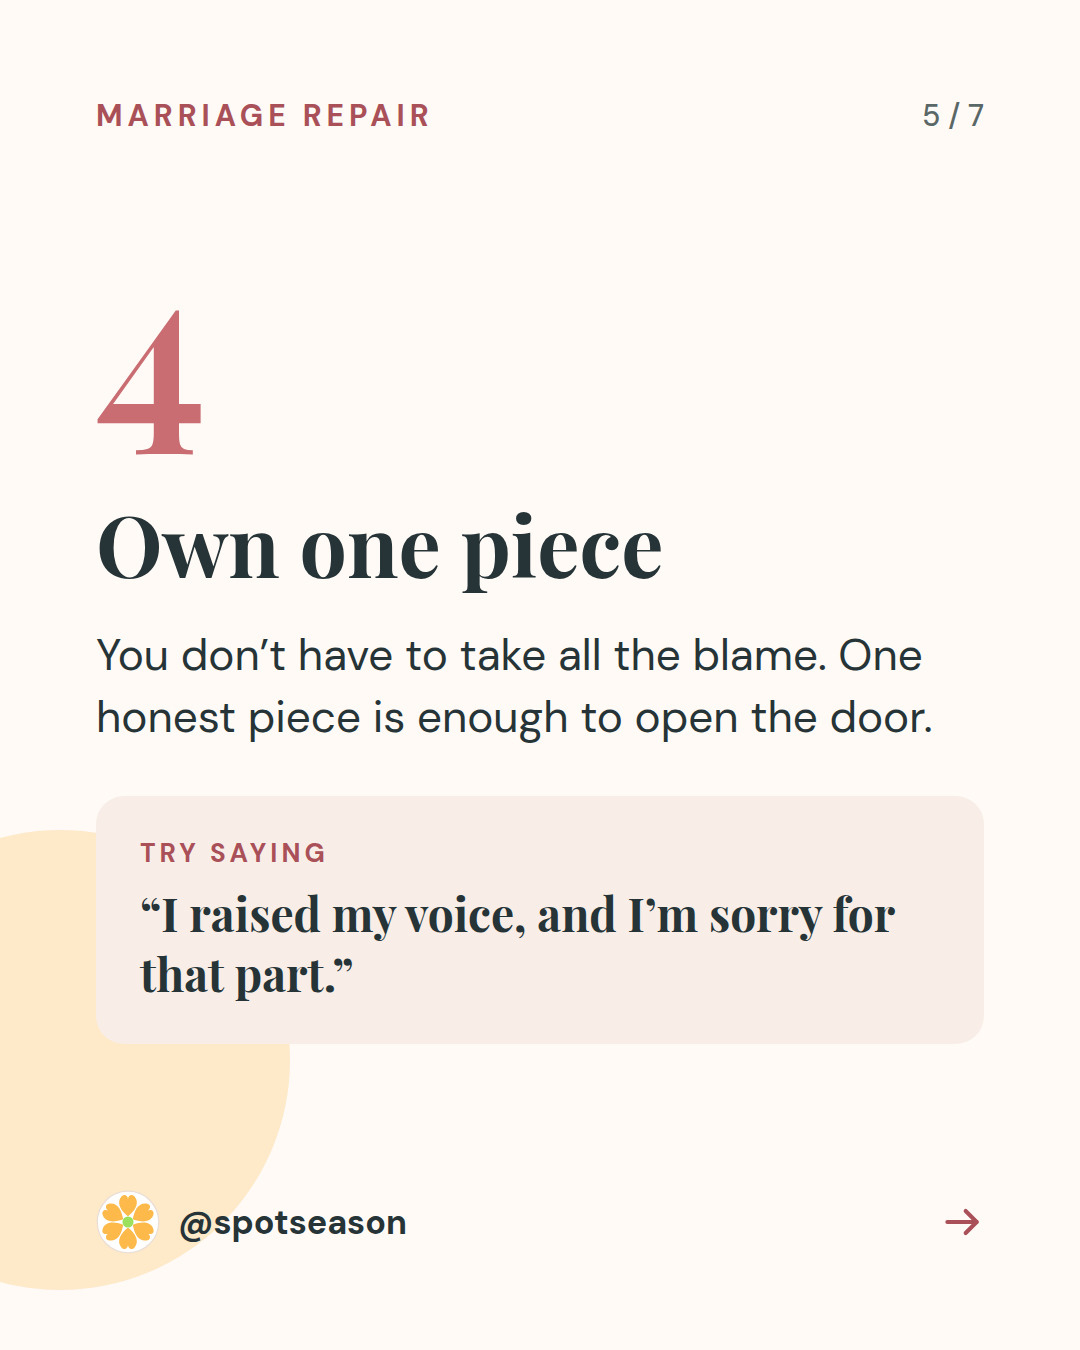 MARRIAGE REPAIR
5 / 7
4
Own one piece
You don’t have to take all the blame. One
honest piece is enough to open the door.
TRY SAYING
“I raised my voice, and I’m sorry for
that part.”
@spotseason